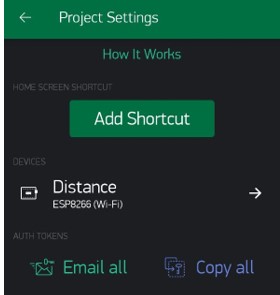 Project Settings
How It Works
HOME SCREEN SHORTCUT
Add Shortcut
DEVICES
Distance
ESP8266 (Wi-Fi)
AUTH TOKENS
Email all
Copy all